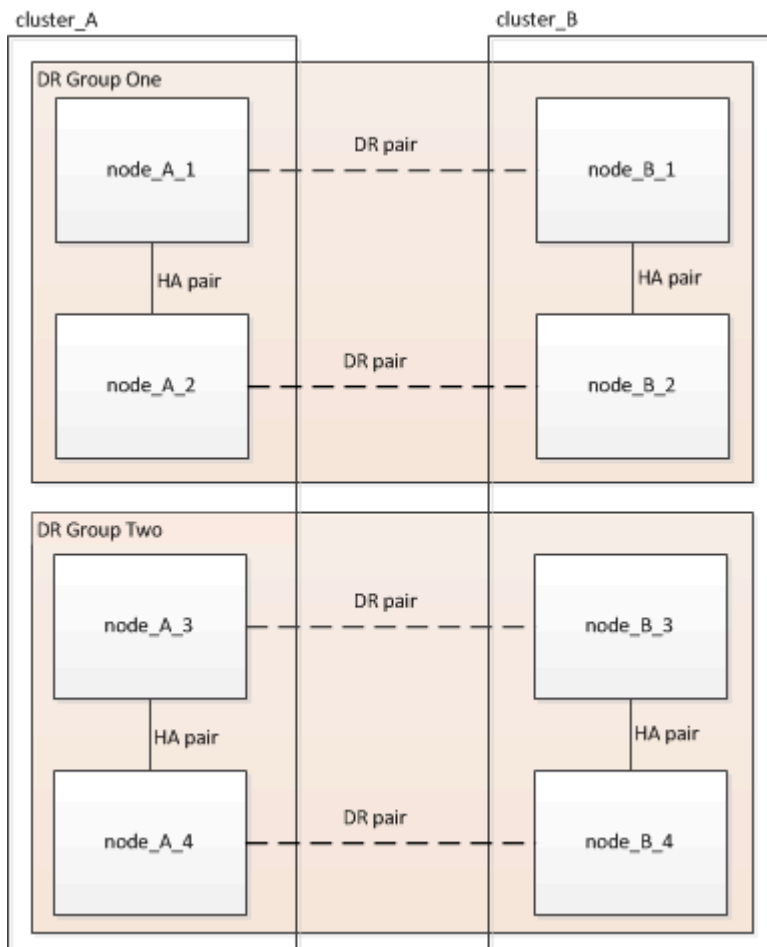 cluster_A
cluster_B
DR Group One
node_A_1
DR pair
node_B_1
HA pair
HA pair
node_A_2
DR pair
node_B_2
DR Group Two
node_A_3
DR pair
node_B_3
HA pair
HA pair
node_A_4
DR pair
node_B_4